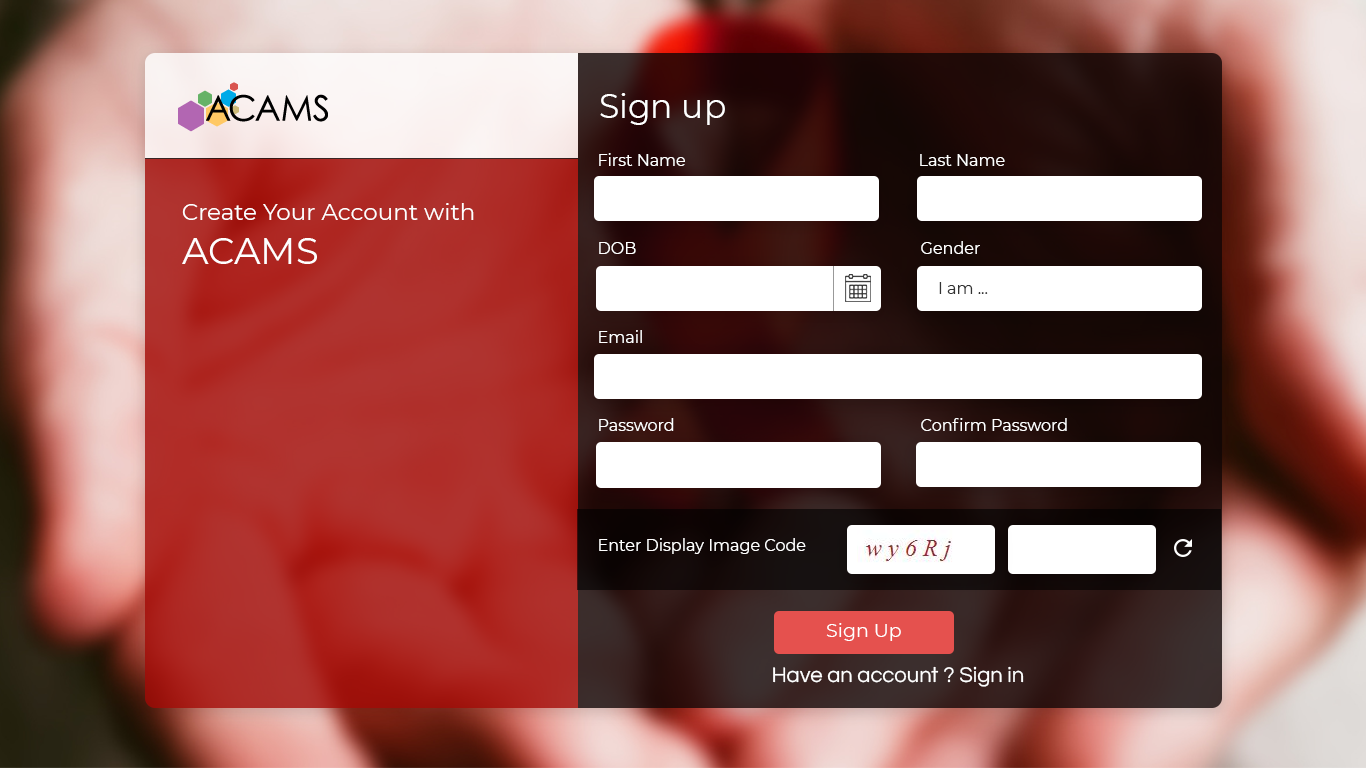 ACAMS
Create Your Account with
ACAMS
Sign up
First Name
Last Name
DOB
Gender
I am ...
Email
Password
Confirm Password
Enter Display Image Code
wy6Rj
Sign Up
Have an account ? Sign in